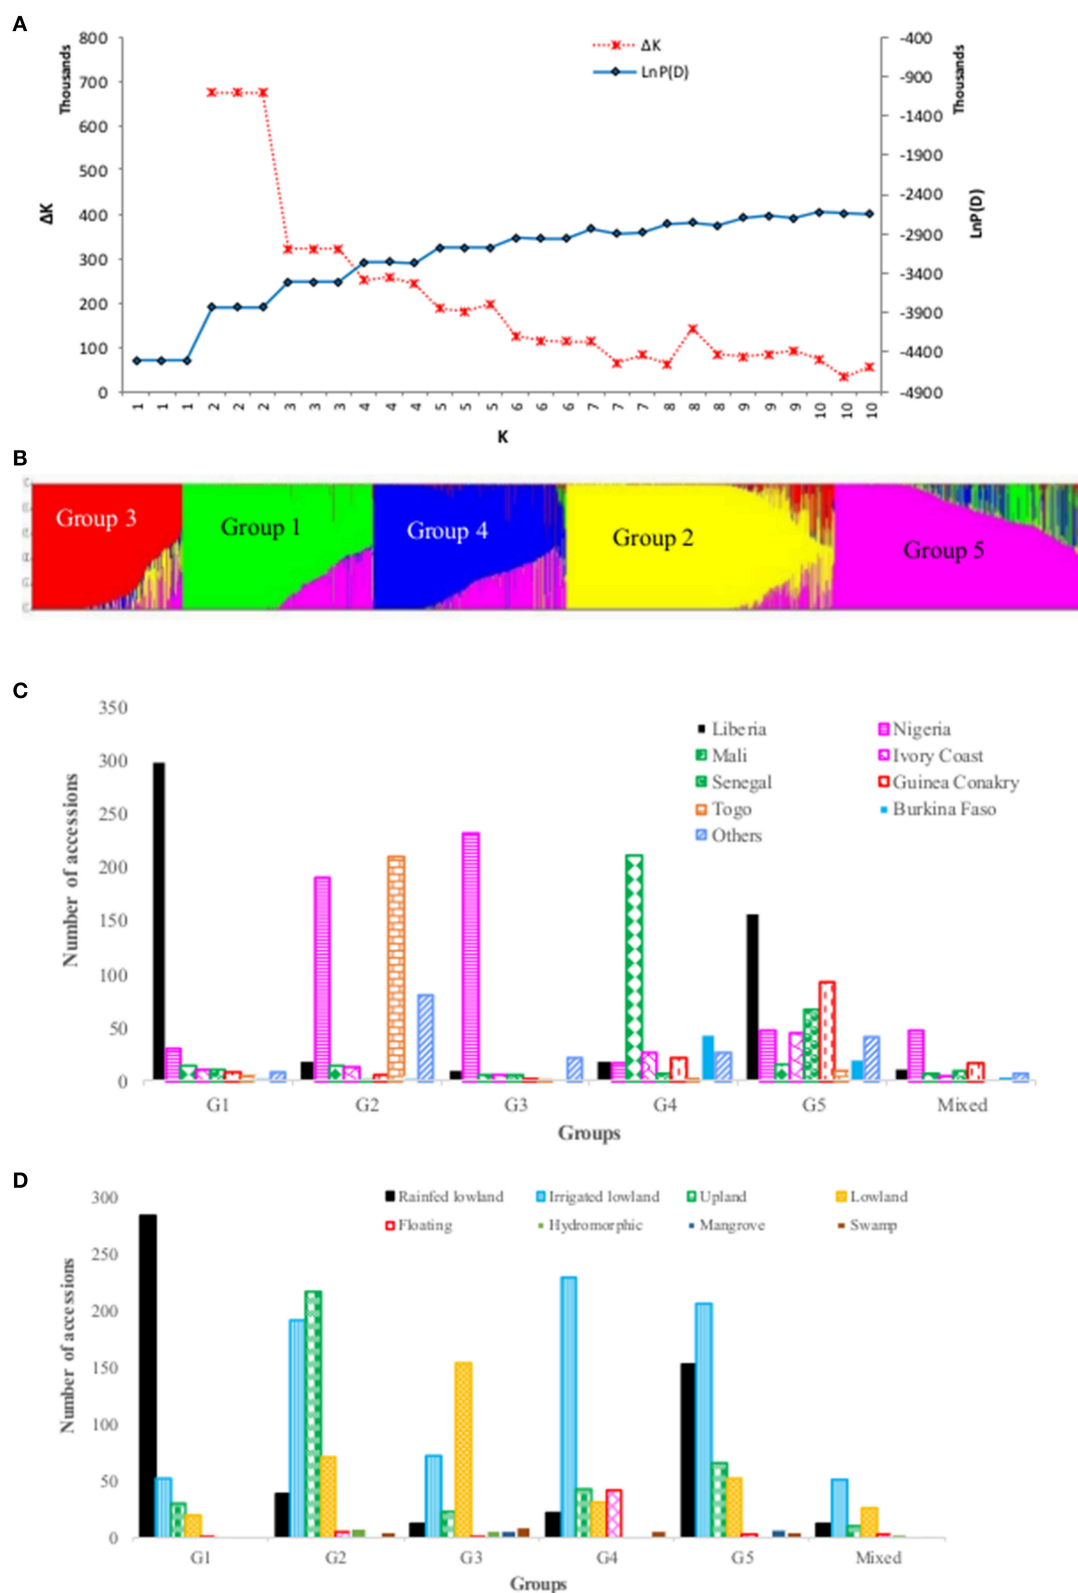 A
Thousands
800
700
600
500
400
300
200
100
0
ΔK
ΔK
LnP(D)
-400
-900
-1400
-1900
-2400
-2900
-3400
-3900
-4400
-4900
Thousands
LnP(D)
1 1 1 2 2 2 3 3 3 4 4 4 5 5 5 6 6 6 7 7 7 8 8 8 9 9 9 10 10 10
K
B
Group 3
Group 1
Group 4
Group 2
Group 5
C
350
300
250
200
150
100
50
0
Number of accessions
Liberia
Nigeria
Mali
Ivory Coast
Senegal
Guinea Conakry
Togo
Burkina Faso
Others
G1 G2 G3 G4 G5 Mixed
Groups
D
300
250
200
150
100
50
0
Number of accessions
Rainfed lowland
Irrigated lowland
Upland
Lowland
Floating
Hydromorphic
Mangrove
Swamp
G1 G2 G3 G4 G5 Mixed
Groups